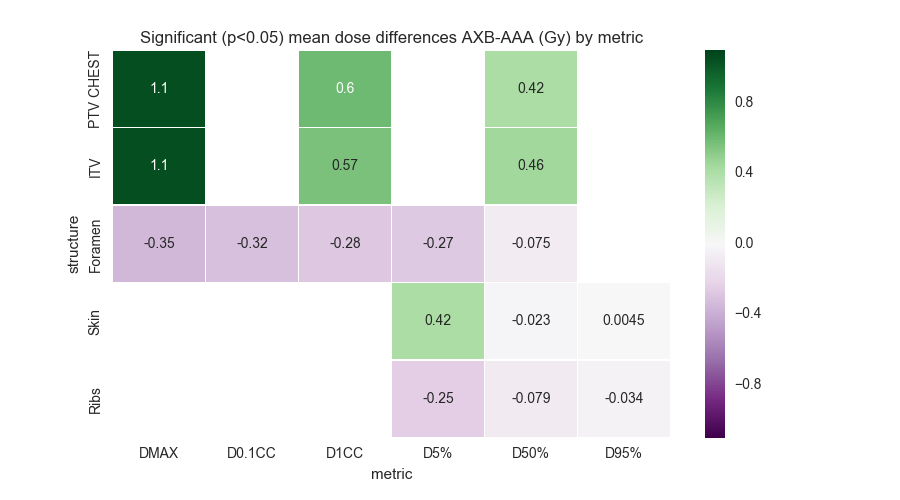 Significant (p<0.05) mean dose differences AXB-AAA (Gy) by metric
structure
PTV CHEST 1.1 0.6 0.42
ITV 1.1 0.57 0.46
Foramen -0.35 -0.32 -0.28 -0.27 -0.075
Skin 0.42 -0.023 0.0045
Ribs -0.25 -0.079 -0.034
DMAX D0.1CC D1CC D5% D50% D95%
metric
0.8
0.4
0.0
−0.4
−0.8